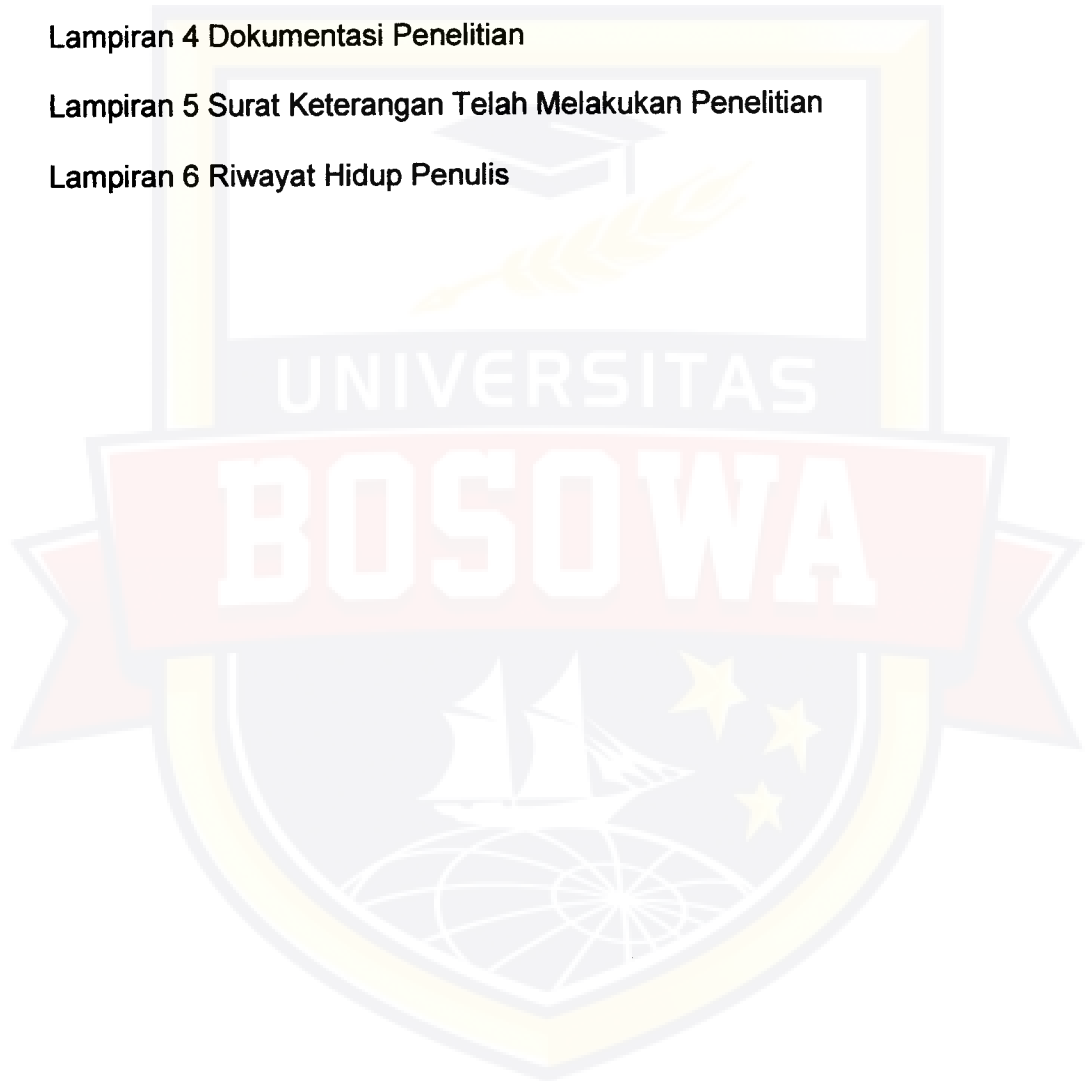 Lampiran 4 Dokumentasi Penelitian
Lampiran 5 Surat Keterangan Telah Melakukan Penelitian
Lampiran 6 Riwayat Hidup Penulis
UNIVERSITAS
BOSOWA